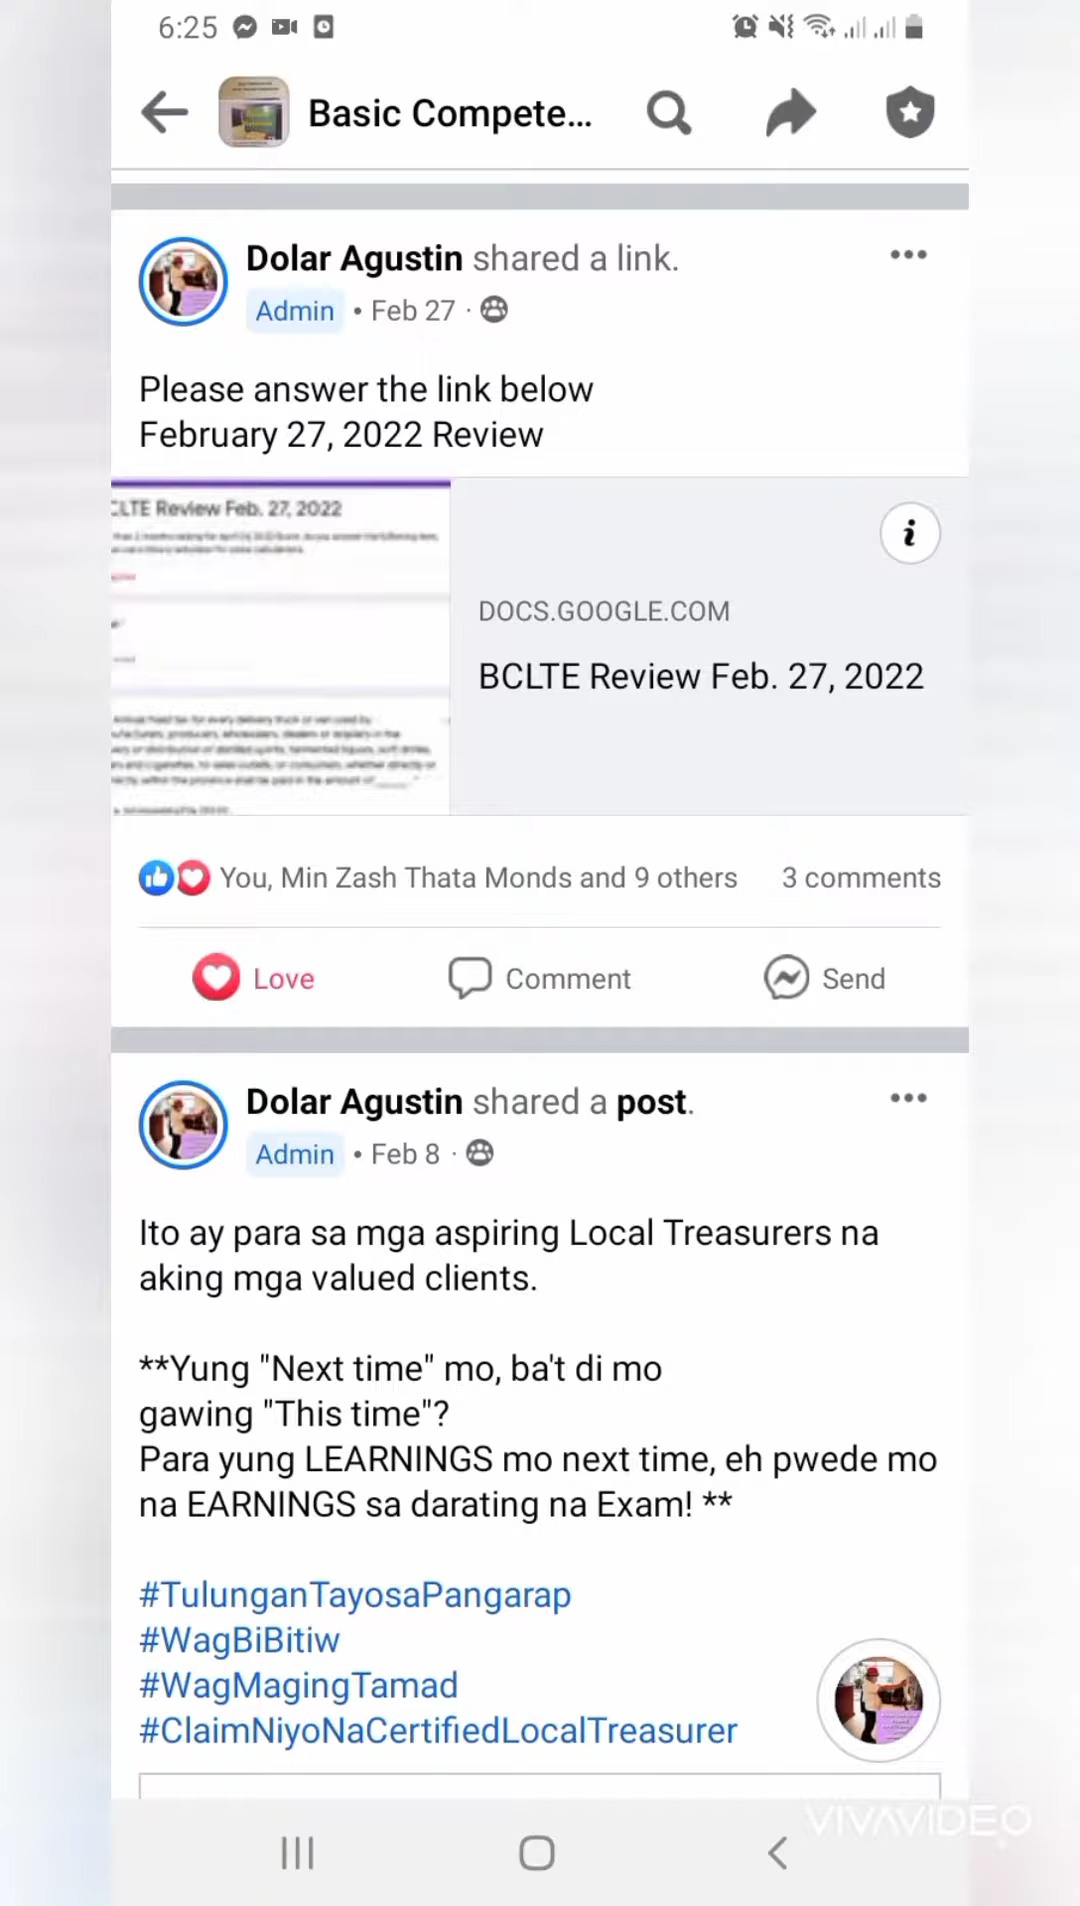 6:25
Basic Compete...
Dolar Agustin shared a link.
Admin • Feb 27 ·
Please answer the link below
February 27, 2022 Review
CLTE Review Feb. 27, 2022
DOCS.GOOGLE.COM
BCLTE Review Feb. 27, 2022
You, Min Zash Thata Monds and 9 others 3 comments
Love Comment Send
Dolar Agustin shared a post.
Admin • Feb 8 ·
Ito ay para sa mga aspiring Local Treasurers na
aking mga valued clients.
**Yung "Next time" mo, ba't di mo
gawing "This time"?
Para yung LEARNINGS mo next time, eh pwede mo
na EARNINGS sa darating na Exam! **
#TulunganTayosaPangarap
#WagBiBitiw
#WagMagingTamad
#ClaimNiyoNaCertifiedLocalTreasurer
VIVAVIDEO